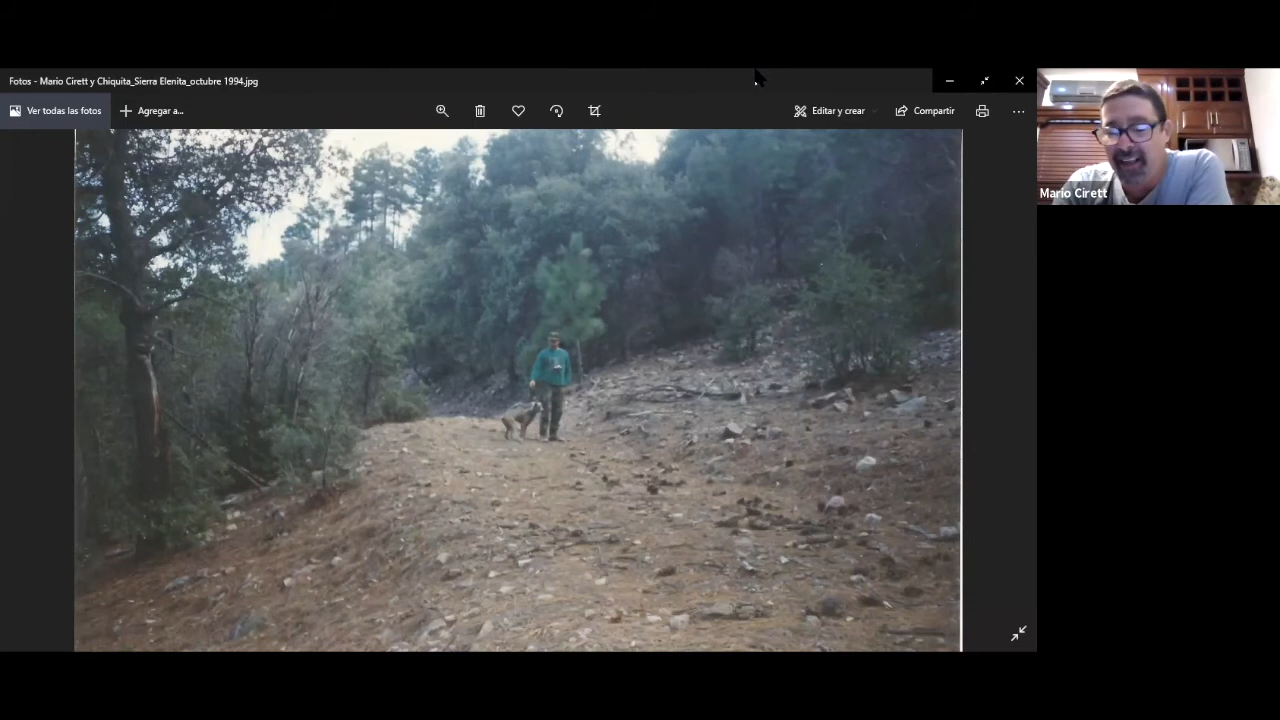 Fotos - Mario Cirett y Chiquita_Sierra Elenita_octubre 1994.jpg
Ver todas las fotos
Agregar a...
Editar y crear
Compartir
Mario Cirett